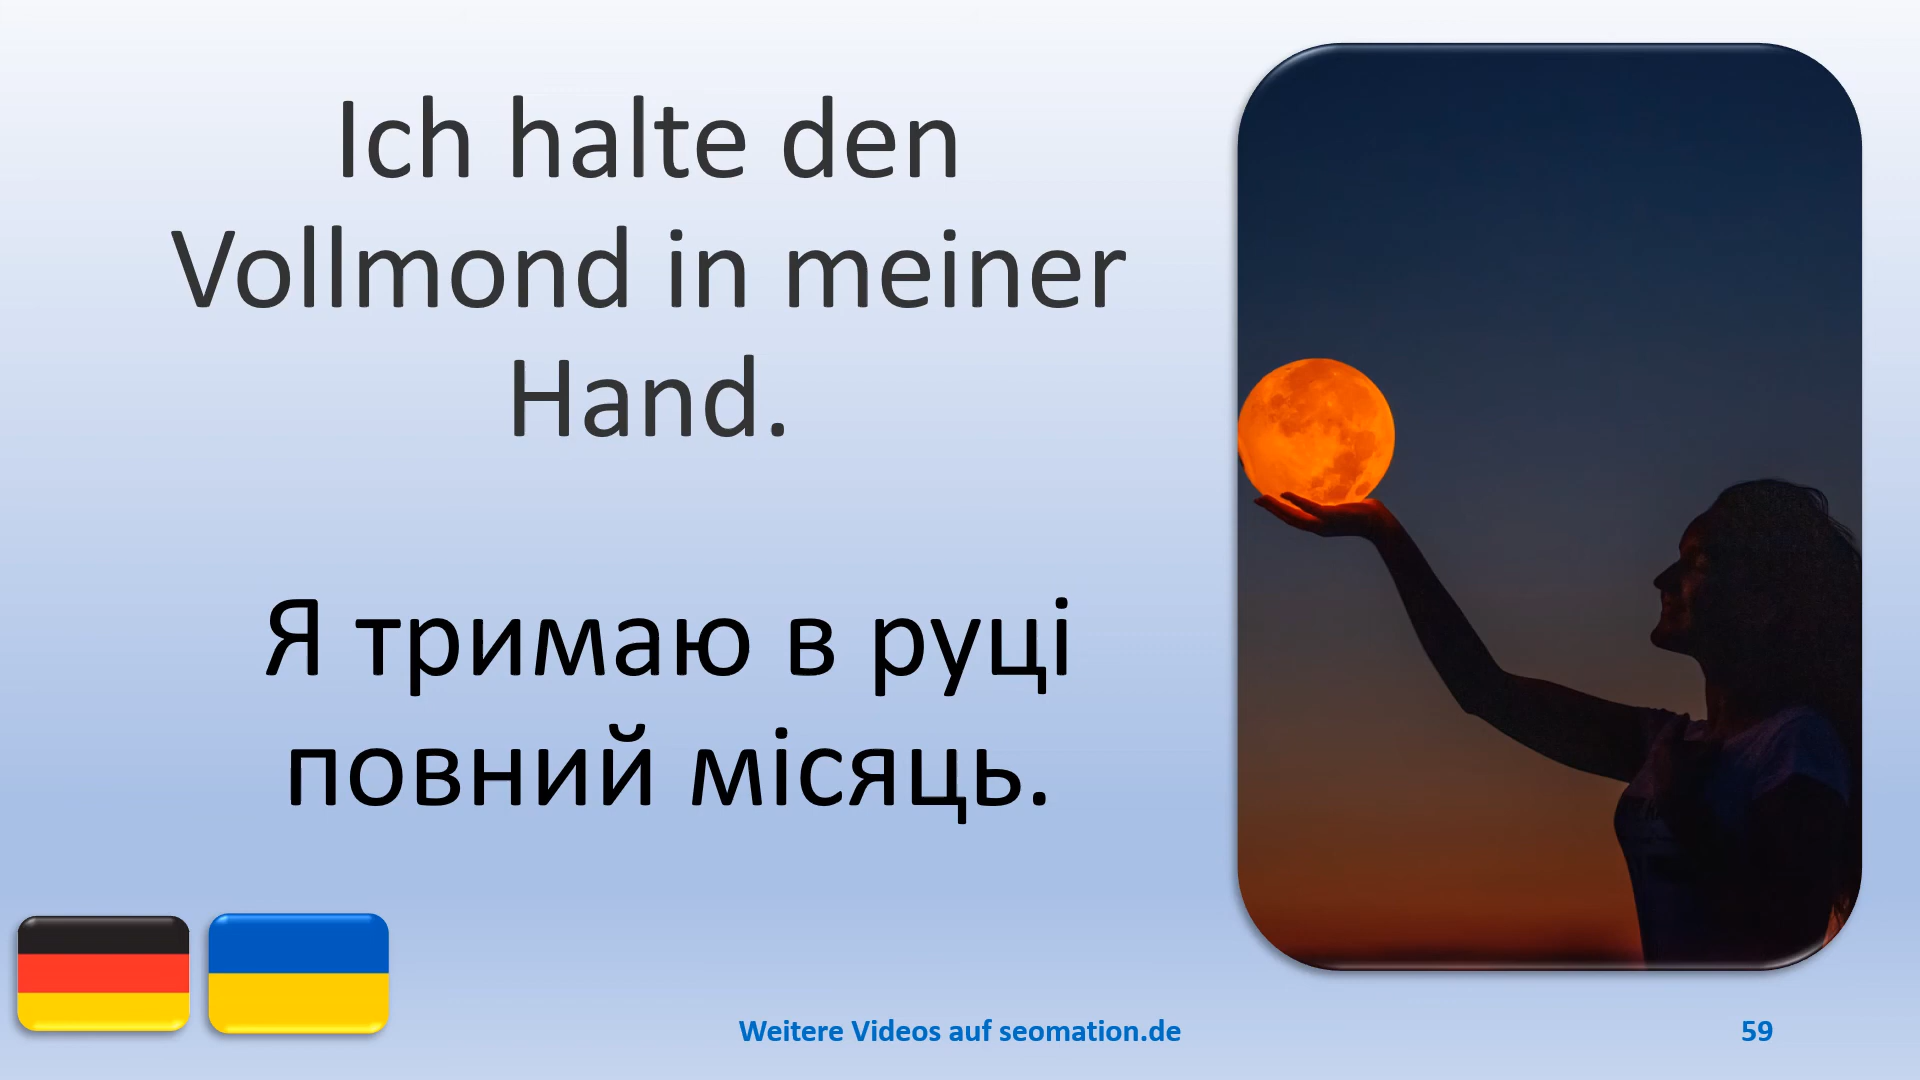 Ich halte den
Vollmond in meiner
Hand.
Я тримаю в руці
повний місяць.
Weitere Videos auf seomation.de
59